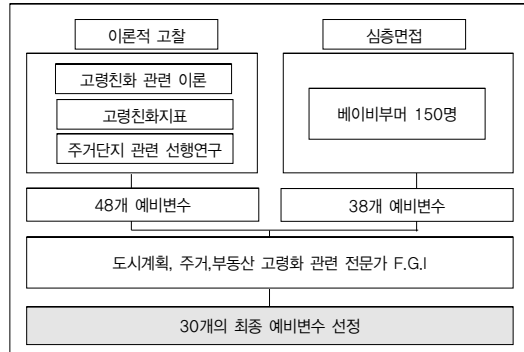 이론적 고찰
고령친화 관련 이론
고령친화지표
주거단지 관련 선행연구
48개 예비변수
심층면접
베이비부머 150명
38개 예비변수
도시계획, 주거,부동산 고령화 관련 전문가 F.G.I
30개의 최종 예비변수 선정